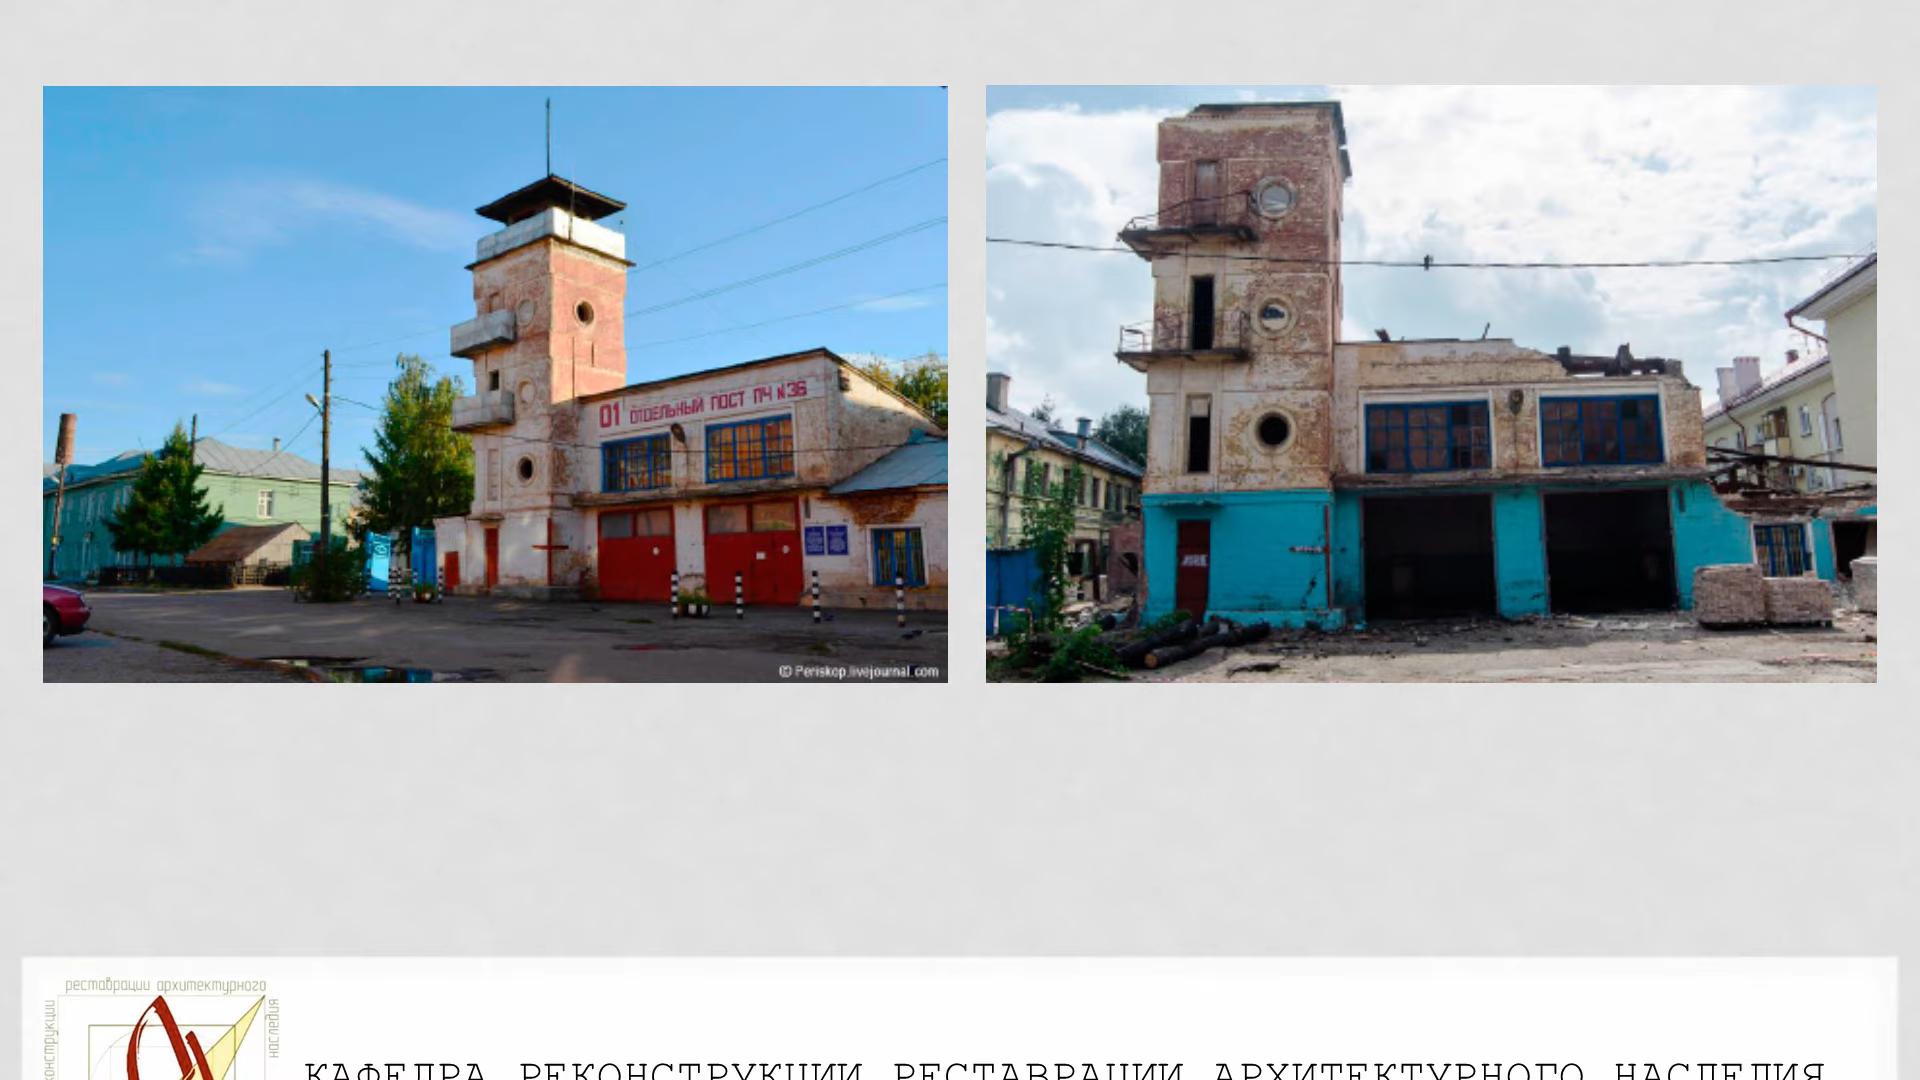 01 ОТДЕЛЬНЫЙ ПОСТ ПЧ №36
© Periskop.livejournal.com
реставрации архитектурного
наследия
КАФЕДРА РЕКОНСТРУКЦИИ РЕСТАВРАЦИИ АРХИТЕКТУРНОГО НАСЛЕДИЯ